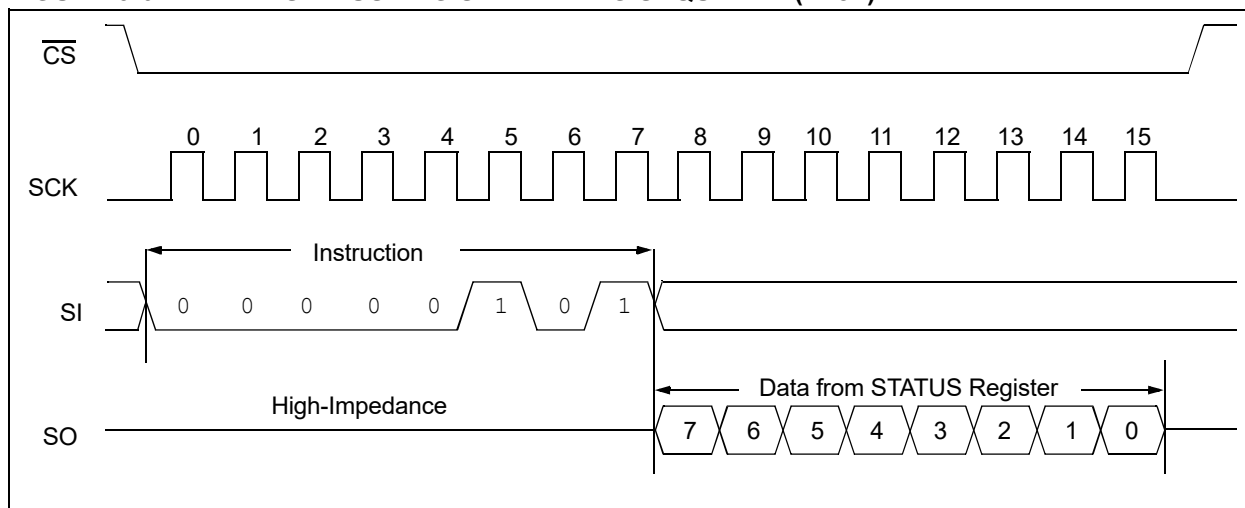 CS
0 1 2 3 4 5 6 7 8 9 10 11 12 13 14 15
SCK
Instruction
SI
0 0 0 0 0 1 0 1
Data from STATUS Register
High-Impedance
SO
7 6 5 4 3 2 1 0